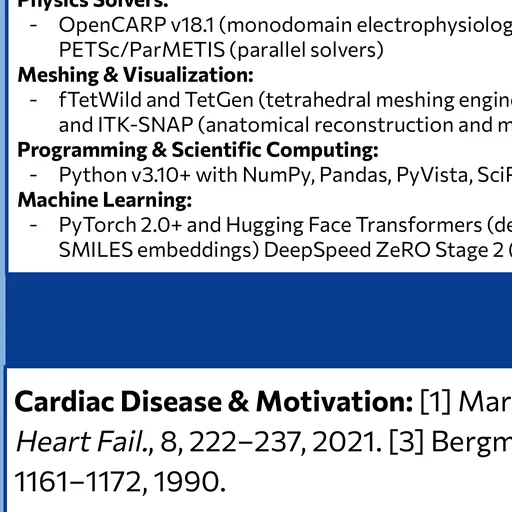 Physics Solvers:
- OpenCARP v18.1 (monodomain electrophysiolog
PETSc/ParMETIS (parallel solvers)
Meshing & Visualization:
- fTetWild and TetGen (tetrahedral meshing engin
and ITK-SNAP (anatomical reconstruction and m
Programming & Scientific Computing:
- Python v3.10+ with NumPy, Pandas, PyVista, SciP
Machine Learning:
- PyTorch 2.0+ and Hugging Face Transformers (de
SMILES embeddings) DeepSpeed ZeRO Stage 2 (
Cardiac Disease & Motivation: [1] Mar
Heart Fail., 8, 222–237, 2021. [3] Bergm
1161–1172, 1990.